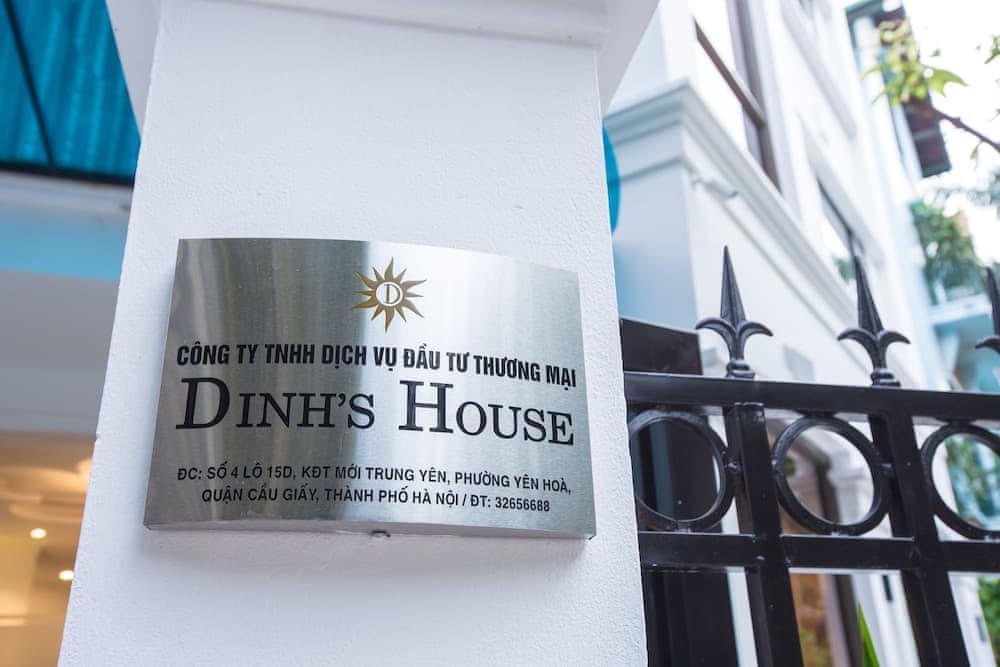 D
CÔNG TY TNHH DỊCH VỤ ĐẦU TƯ THƯƠNG MẠI
DINH'S HOUSE
ĐC: SỐ 4 LÔ 15D, KĐT MỚI TRUNG YÊN, PHƯỜNG YÊN HOÀ,
QUẬN CẦU GIẤY, THÀNH PHỐ HÀ NỘI / ĐT: 32656688